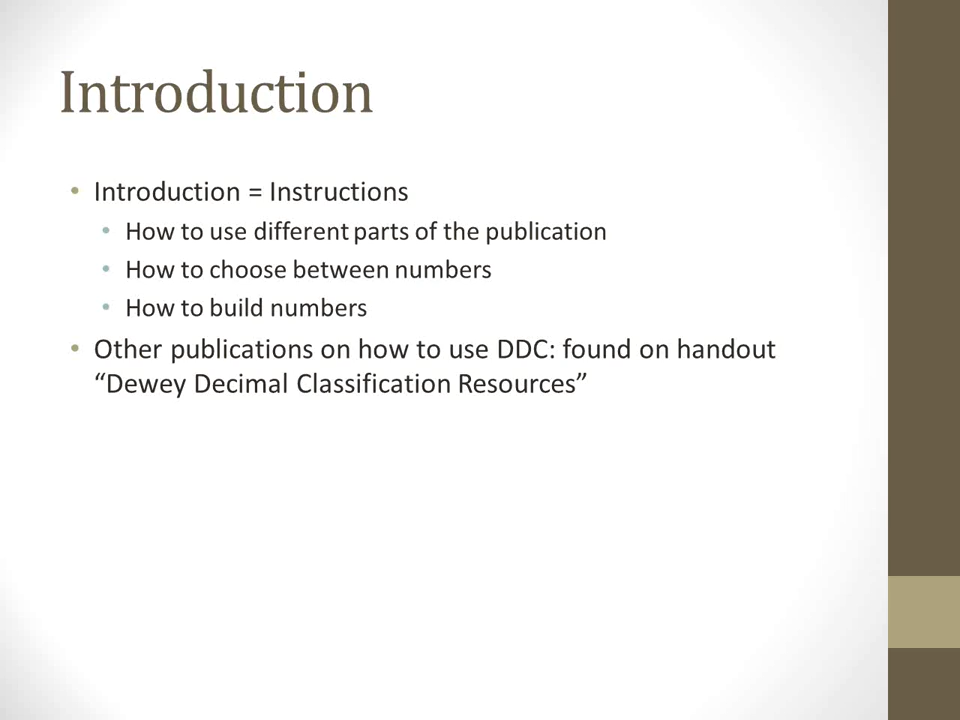 Introduction
• Introduction = Instructions
• How to use different parts of the publication
• How to choose between numbers
• How to build numbers
• Other publications on how to use DDC: found on handout
“Dewey Decimal Classification Resources”